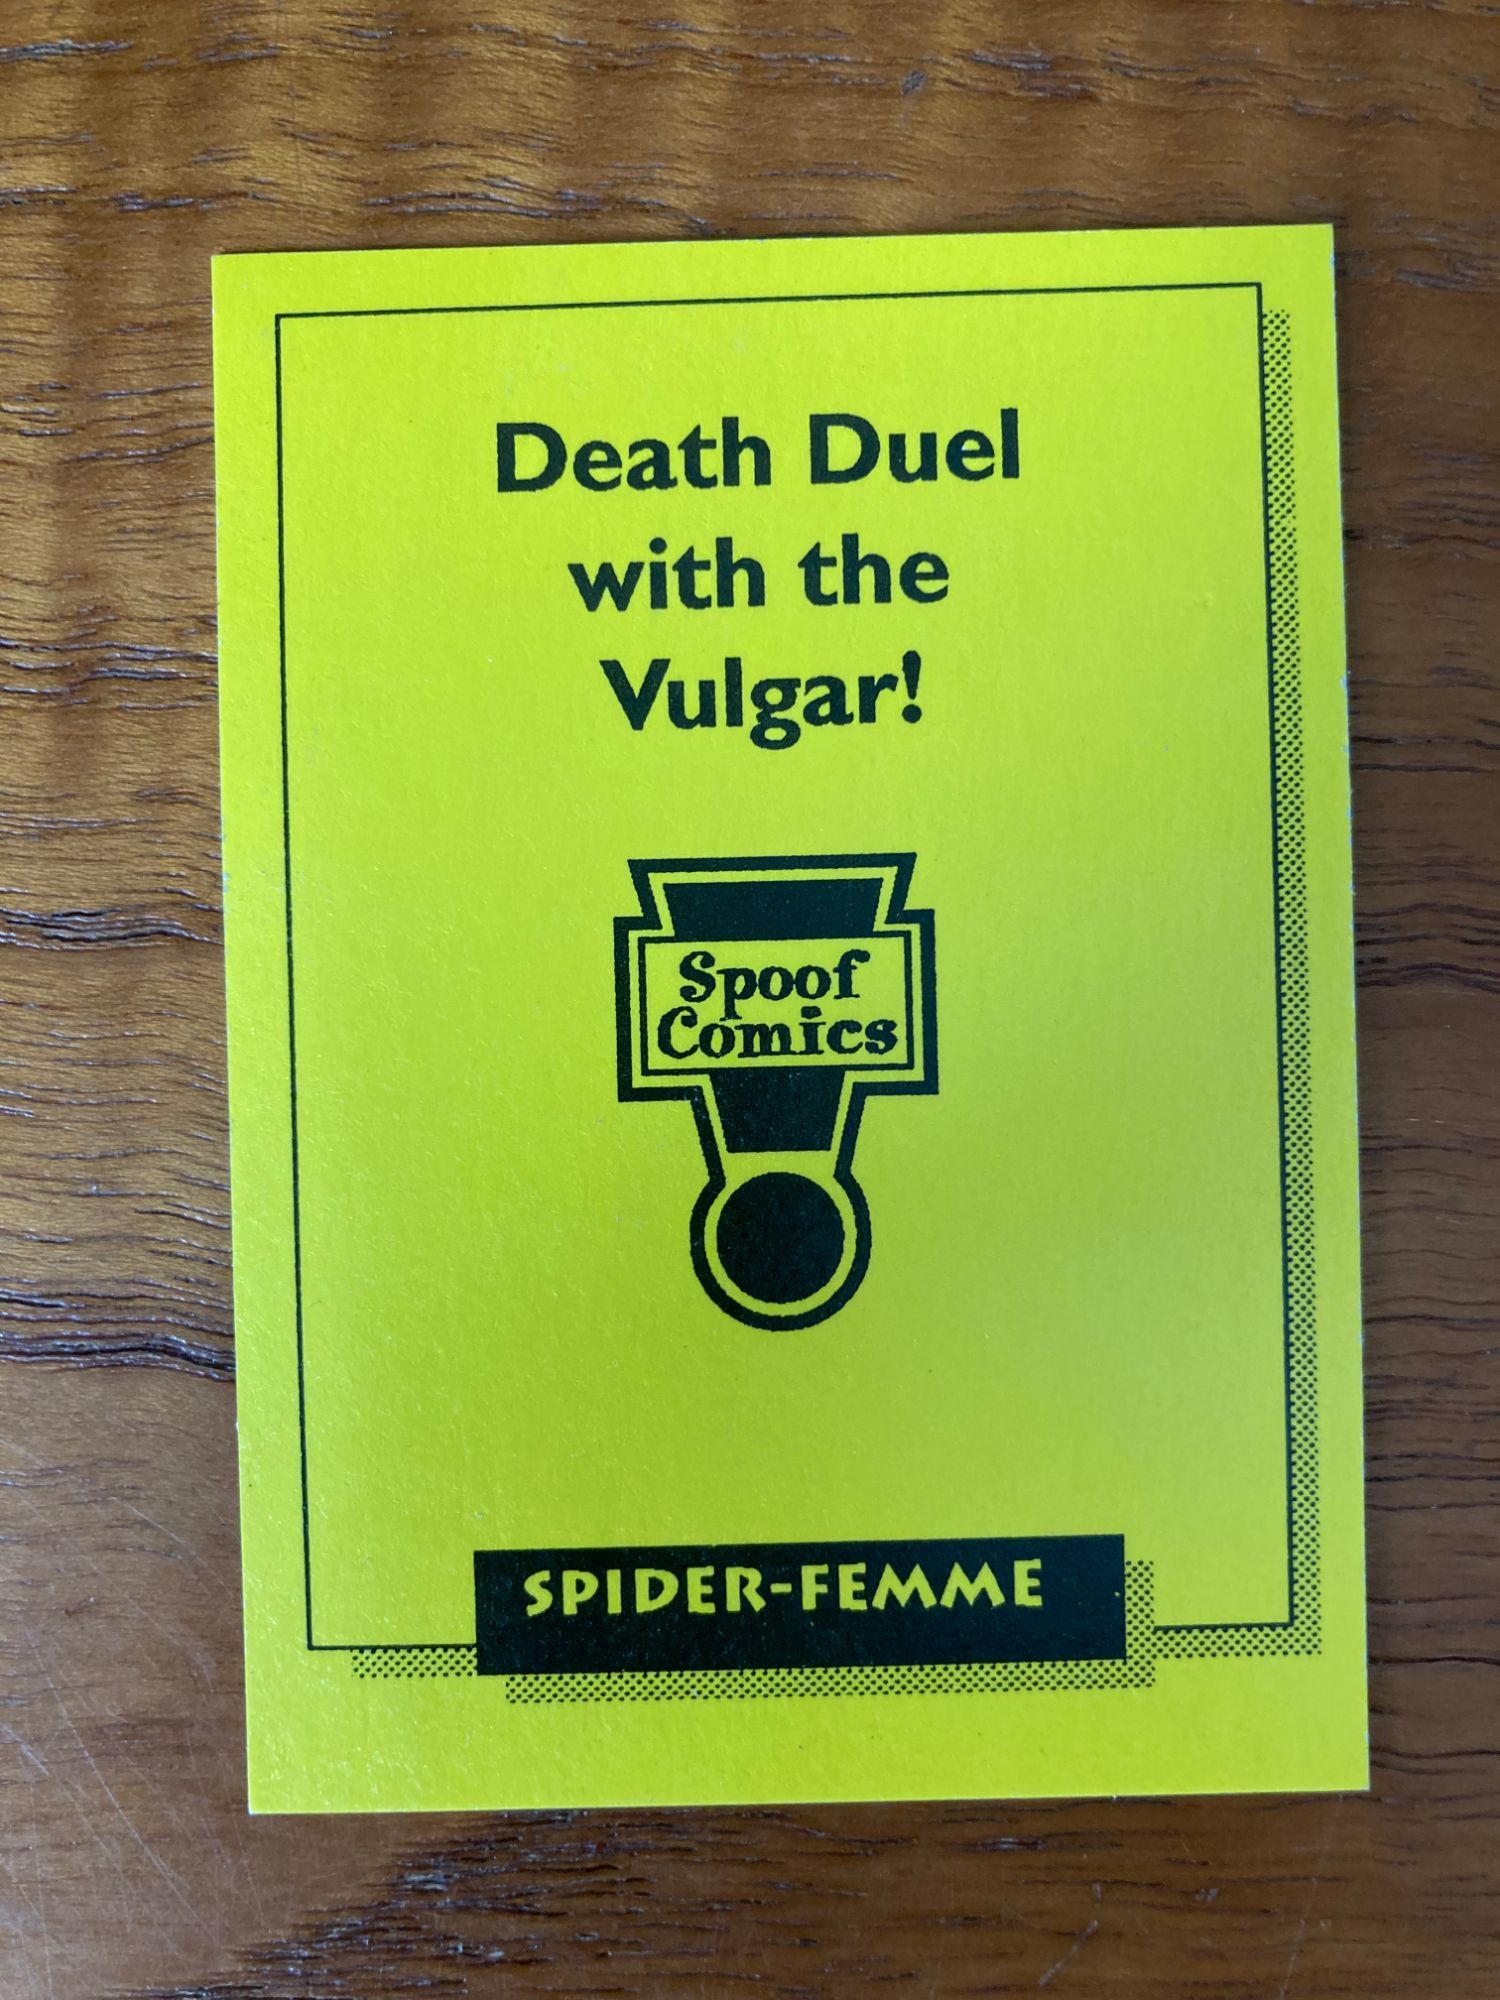 Death Duel
with the
Vulgar!
Spoof
Comics
SPIDER-FEMME